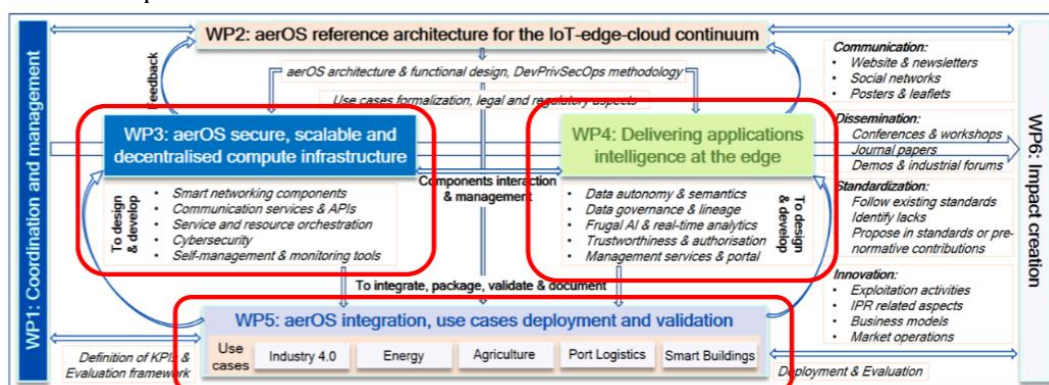 WP1: Coordination and management
WP2: aerOS reference architecture for the IoT-edge-cloud continuum
Feedback
aerOS architecture & functional design, DevPrivSecOps methodology
Use cases formalization, legal and regulatory aspects
WP3: aerOS secure, scalable and
decentralised compute infrastructure
To design
& develop
• Smart networking components
• Communication services & APIs
• Service and resource orchestration
• Cybersecurity
• Self-management & monitoring tools
Components interaction
& management
WP4: Delivering applications
intelligence at the edge
• Data autonomy & semantics
• Data governance & lineage
• Frugal AI & real-time analytics
• Trustworthiness & authorisation
• Management services & portal
To design
& develop
To integrate, package, validate & document
WP5: aerOS integration, use cases deployment and validation
Use
cases
Industry 4.0
Energy
Agriculture
Port Logistics
Smart Buildings
Definition of KPIs &
Evaluation framework
Deployment & Evaluation
Communication:
• Website & newsletters
• Social networks
• Posters & leaflets
Dissemination:
• Conferences & workshops
• Journal papers
• Demos & industrial forums
Standardization:
• Follow existing standards
• Identify lacks
• Propose in standards or pre-
normative contributions
Innovation:
• Exploitation activities
• IPR related aspects
• Business models
• Market operations
WP6: Impact creation